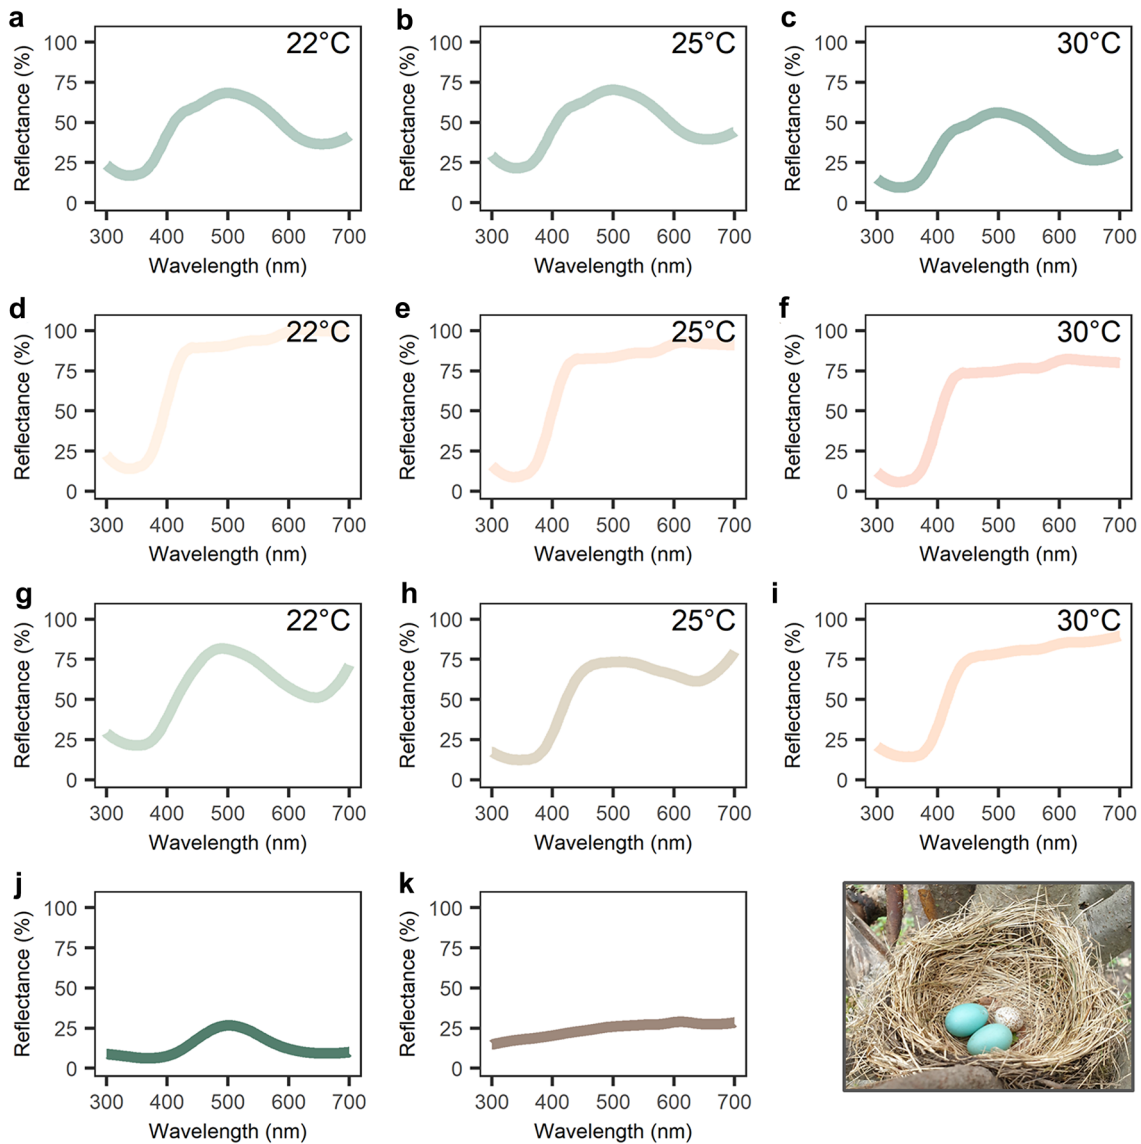 a b c
22°C 25°C 30°C
Reflectance (%) Reflectance (%) Reflectance (%)
100 100 100
75 75 75
50 50 50
25 25 25
0 0 0
300 400 500 600 700 300 400 500 600 700 300 400 500 600 700
Wavelength (nm) Wavelength (nm) Wavelength (nm)
d e f
22°C 25°C 30°C
Reflectance (%) Reflectance (%) Reflectance (%)
100 100 100
75 75 75
50 50 50
25 25 25
0 0 0
300 400 500 600 700 300 400 500 600 700 300 400 500 600 700
Wavelength (nm) Wavelength (nm) Wavelength (nm)
g h i
22°C 25°C 30°C
Reflectance (%) Reflectance (%) Reflectance (%)
100 100 100
75 75 75
50 50 50
25 25 25
0 0 0
300 400 500 600 700 300 400 500 600 700 300 400 500 600 700
Wavelength (nm) Wavelength (nm) Wavelength (nm)
j k
Reflectance (%) Reflectance (%)
100 100
75 75
50 50
25 25
0 0
300 400 500 600 700 300 400 500 600 700
Wavelength (nm) Wavelength (nm)